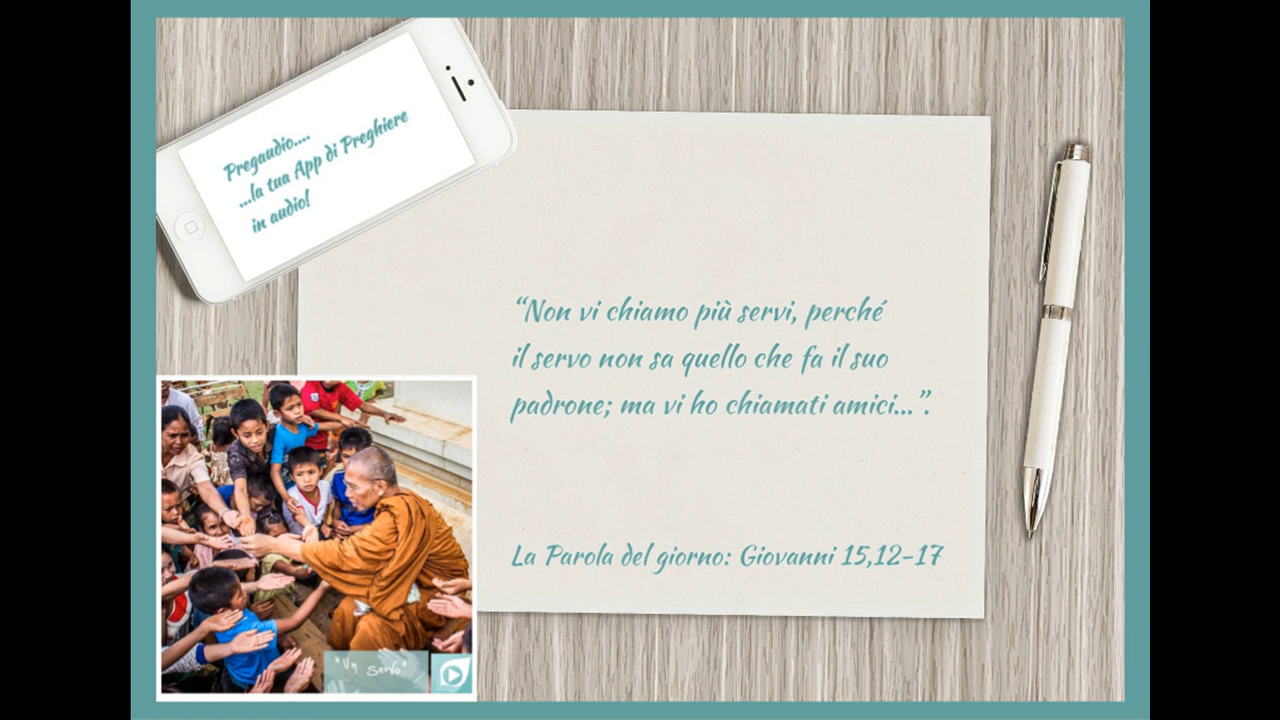 Pregaudio....
...la tua App di Preghiere
in audio!
“Non vi chiamo più servi, perché
il servo non sa quello che fa il suo
padrone; ma vi ho chiamati amici...”.
La Parola del giorno: Giovanni 15,12-17
"Un servo"